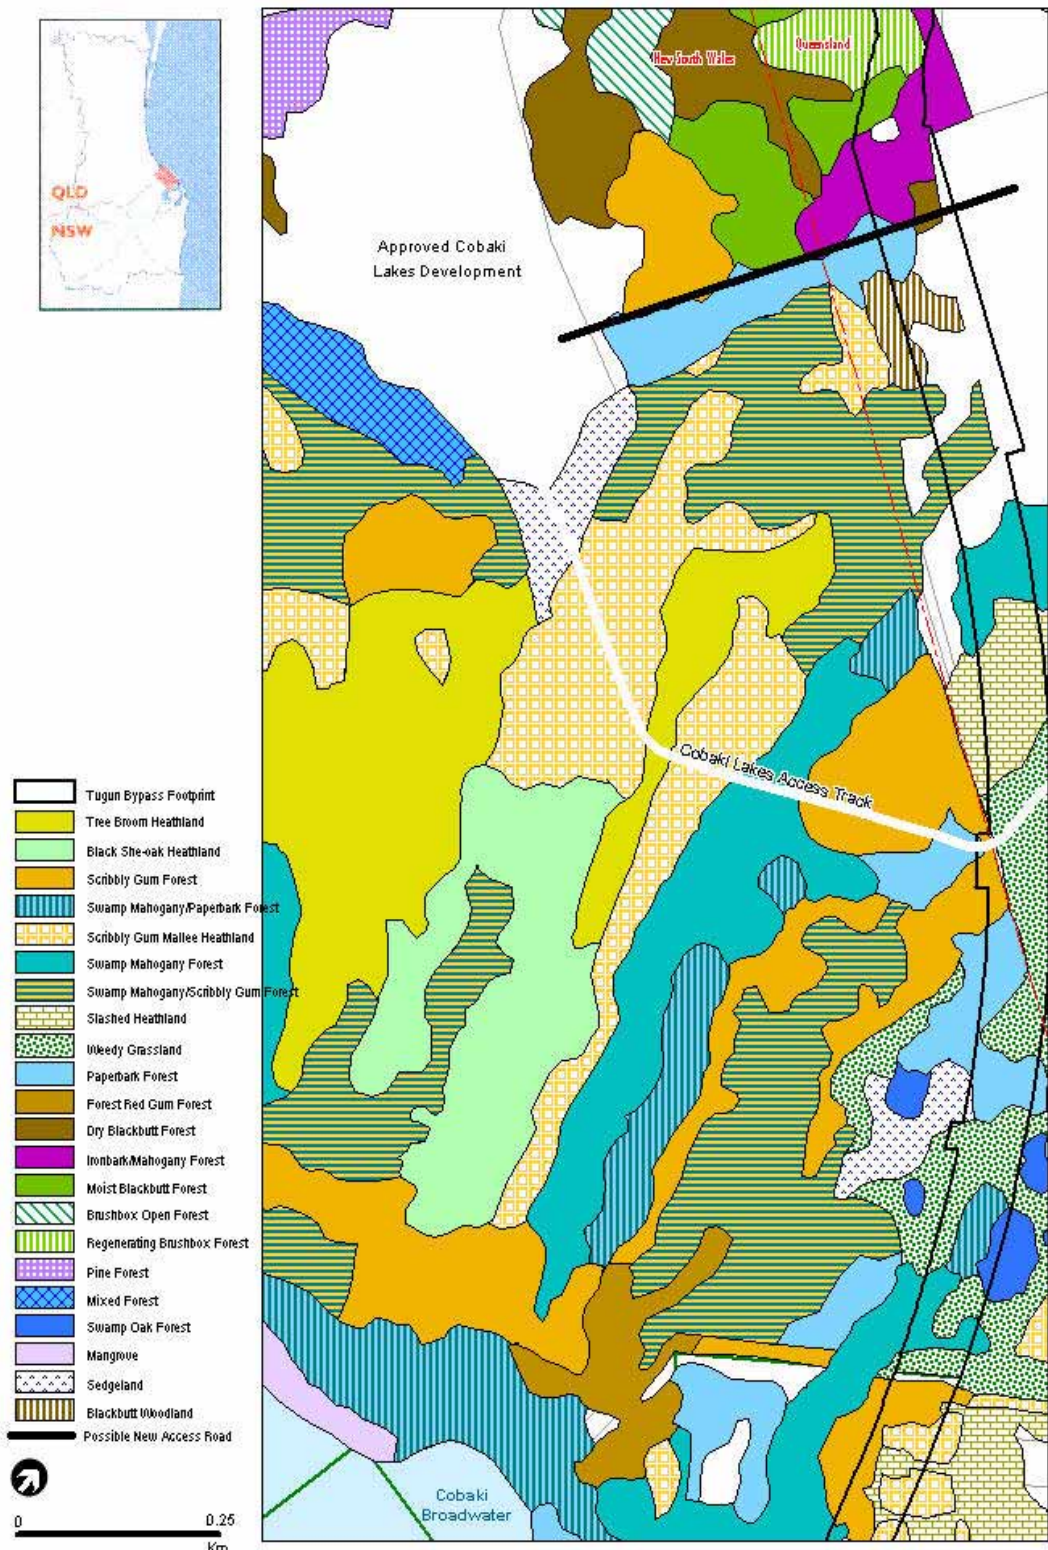 QLD
NSW
New South Wales
Queensland
Approved Cobaki
Lakes Development
Cobaki Lakes Access Track
Tugun Bypass Footprint
Tree Broom Heathland
Black She-oak Heathland
Scribbly Gum Forest
Swamp Mahogany/Paperbark Forest
Scribbly Gum Mallee Heathland
Swamp Mahogany Forest
Swamp Mahogany/Scribbly Gum Forest
Slashed Heathland
Weedy Grassland
Paperbark Forest
Forest Red Gum Forest
Dry Blackbutt Forest
Ironbark/Mahogany Forest
Moist Blackbutt Forest
Brushbox Open Forest
Regenerating Brushbox Forest
Pine Forest
Mixed Forest
Swamp Oak Forest
Mangrove
Sedgeland
Blackbutt Woodland
Possible New Access Road
0 0.25
Km
Cobaki
Broadwater